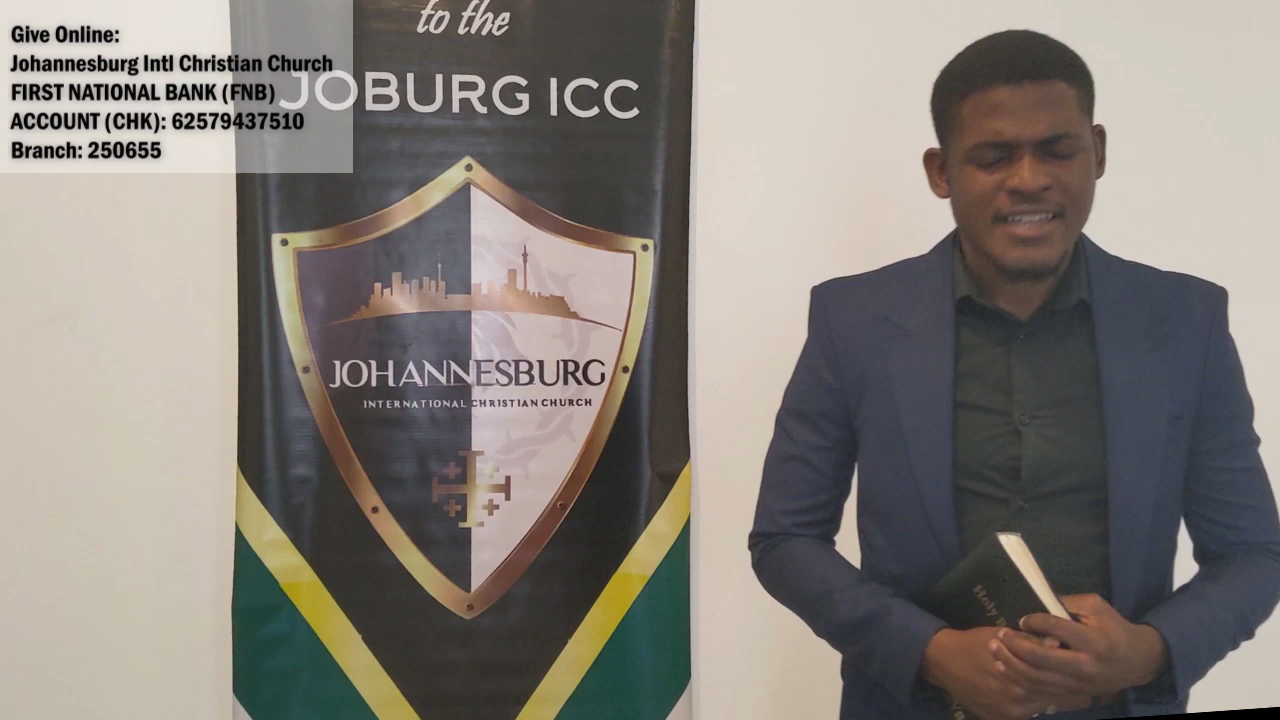 Give Online:
Johannesburg Intl Christian Church
FIRST NATIONAL BANK (FNB)
ACCOUNT (CHK): 62579437510
Branch: 250655
to the
JOBURG ICC
JOHANNESBURG
INTERNATIONAL CHRISTIAN CHURCH
Holy